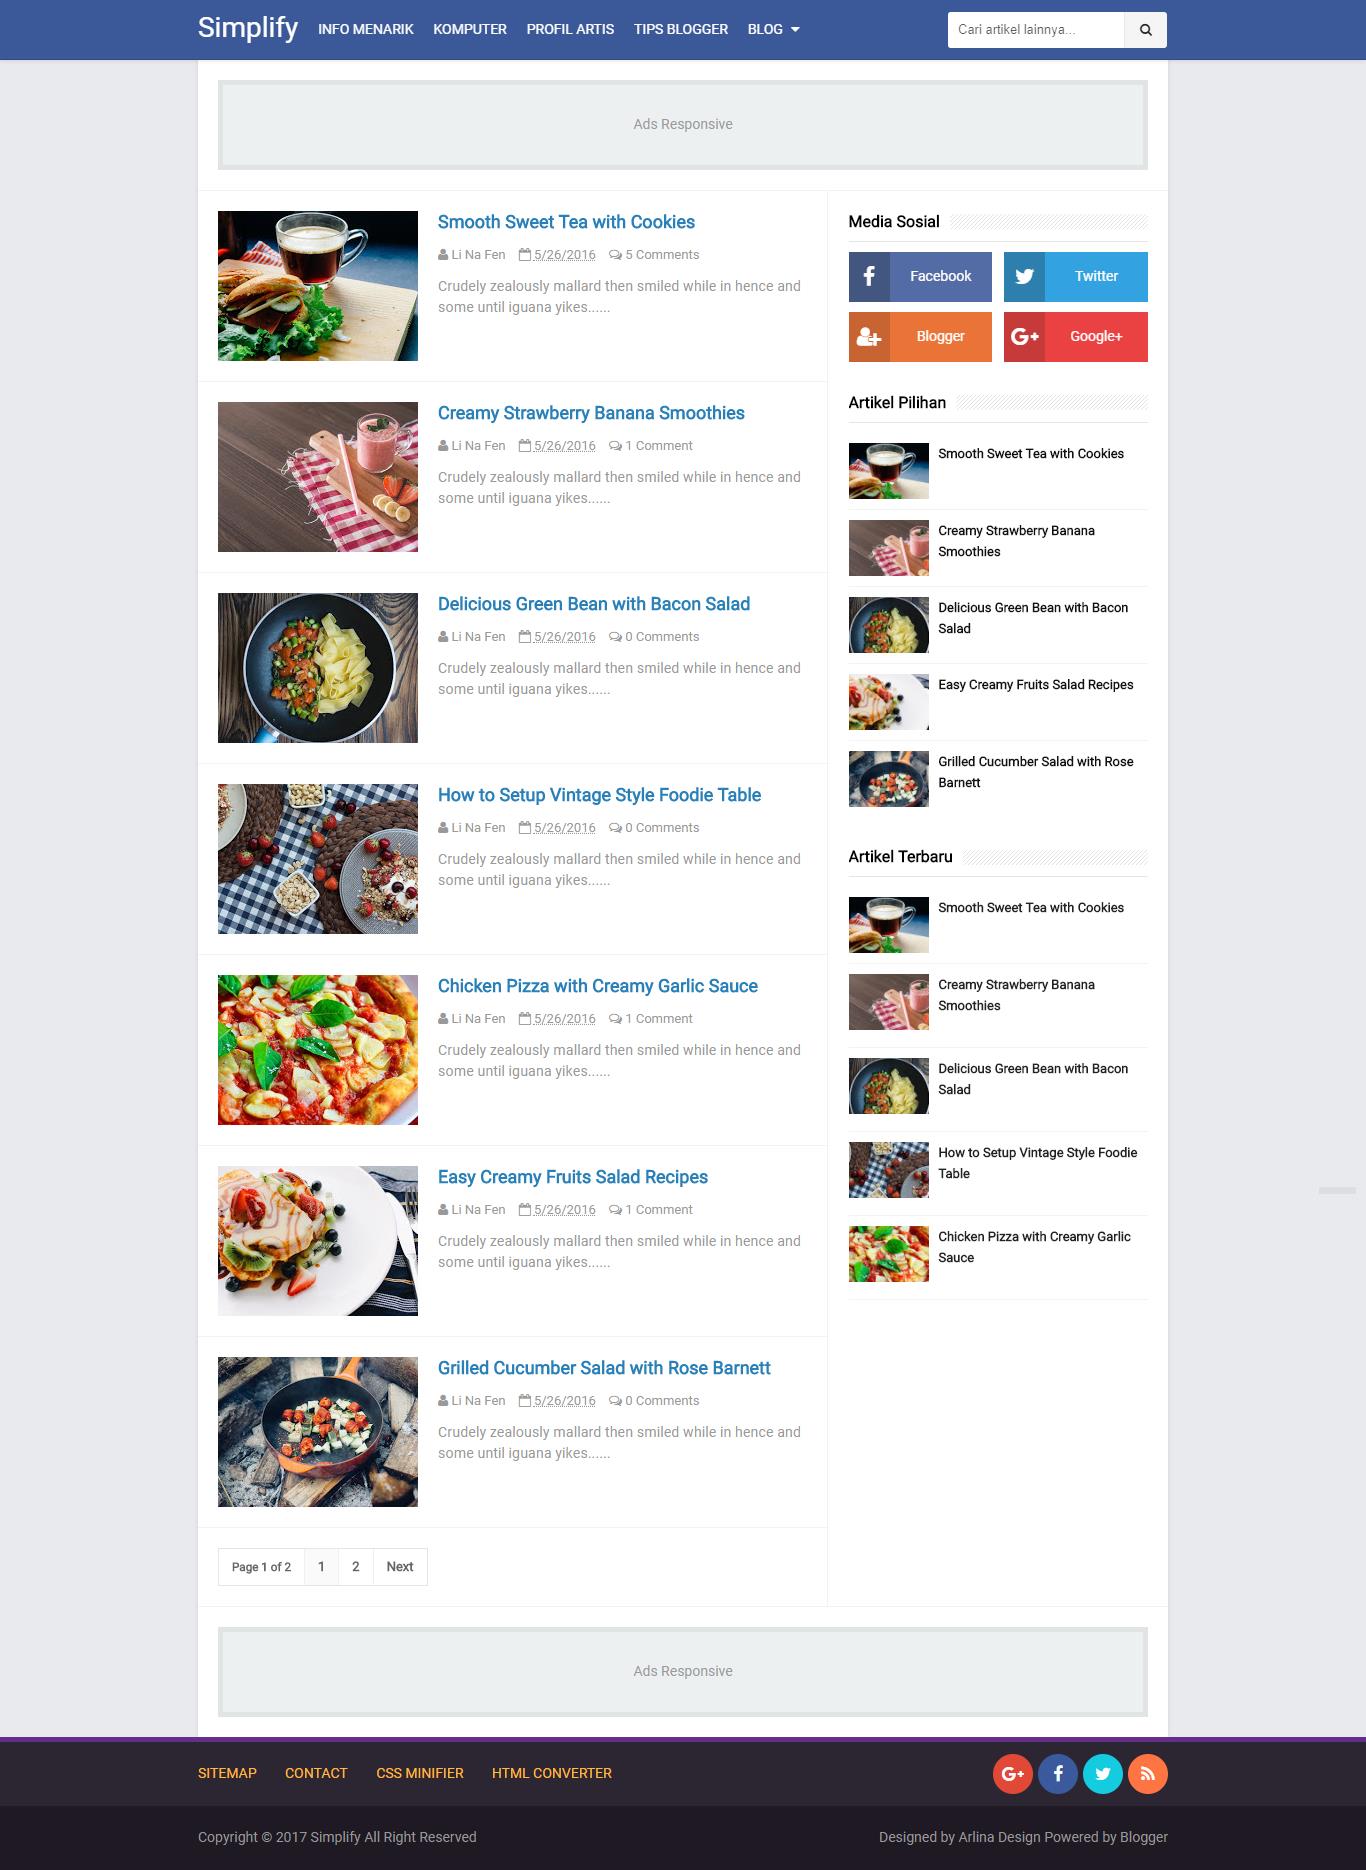 Simplify INFO MENARIK KOMPUTER PROFIL ARTIS TIPS BLOGGER BLOG Cari artikel lainnya...
Ads Responsive
Smooth Sweet Tea with Cookies
Li Na Fen 5/26/2016 5 Comments
Crudely zealously mallard then smiled while in hence and
some until iguana yikes......
Creamy Strawberry Banana Smoothies
Li Na Fen 5/26/2016 1 Comment
Crudely zealously mallard then smiled while in hence and
some until iguana yikes......
Delicious Green Bean with Bacon Salad
Li Na Fen 5/26/2016 0 Comments
Crudely zealously mallard then smiled while in hence and
some until iguana yikes......
How to Setup Vintage Style Foodie Table
Li Na Fen 5/26/2016 0 Comments
Crudely zealously mallard then smiled while in hence and
some until iguana yikes......
Chicken Pizza with Creamy Garlic Sauce
Li Na Fen 5/26/2016 1 Comment
Crudely zealously mallard then smiled while in hence and
some until iguana yikes......
Easy Creamy Fruits Salad Recipes
Li Na Fen 5/26/2016 1 Comment
Crudely zealously mallard then smiled while in hence and
some until iguana yikes......
Grilled Cucumber Salad with Rose Barnett
Li Na Fen 5/26/2016 0 Comments
Crudely zealously mallard then smiled while in hence and
some until iguana yikes......
Page 1 of 2 1 2 Next
Media Sosial
Facebook Twitter
Blogger Google+
Artikel Pilihan
Smooth Sweet Tea with Cookies
Creamy Strawberry Banana
Smoothies
Delicious Green Bean with Bacon
Salad
Easy Creamy Fruits Salad Recipes
Grilled Cucumber Salad with Rose
Barnett
Artikel Terbaru
Smooth Sweet Tea with Cookies
Creamy Strawberry Banana
Smoothies
Delicious Green Bean with Bacon
Salad
How to Setup Vintage Style Foodie
Table
Chicken Pizza with Creamy Garlic
Sauce
Ads Responsive
SITEMAP CONTACT CSS MINIFIER HTML CONVERTER
Copyright © 2017 Simplify All Right Reserved Designed by Arlina Design Powered by Blogger